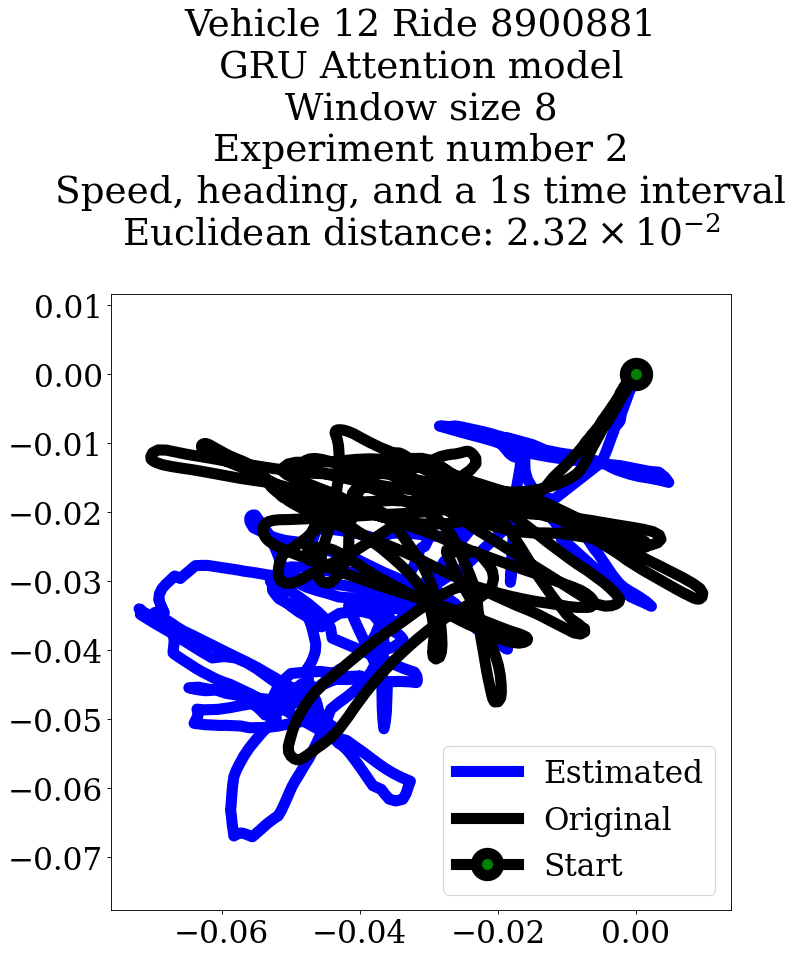 Vehicle 12 Ride 8900881
GRU Attention model
Window size 8
Experiment number 2
Speed, heading, and a 1s time interval
Euclidean distance: 2.32 × 10⁻²
0.01
0.00
−0.01
−0.02
−0.03
−0.04
−0.05
−0.06
−0.07
Estimated
Original
Start
−0.06
−0.04
−0.02
0.00